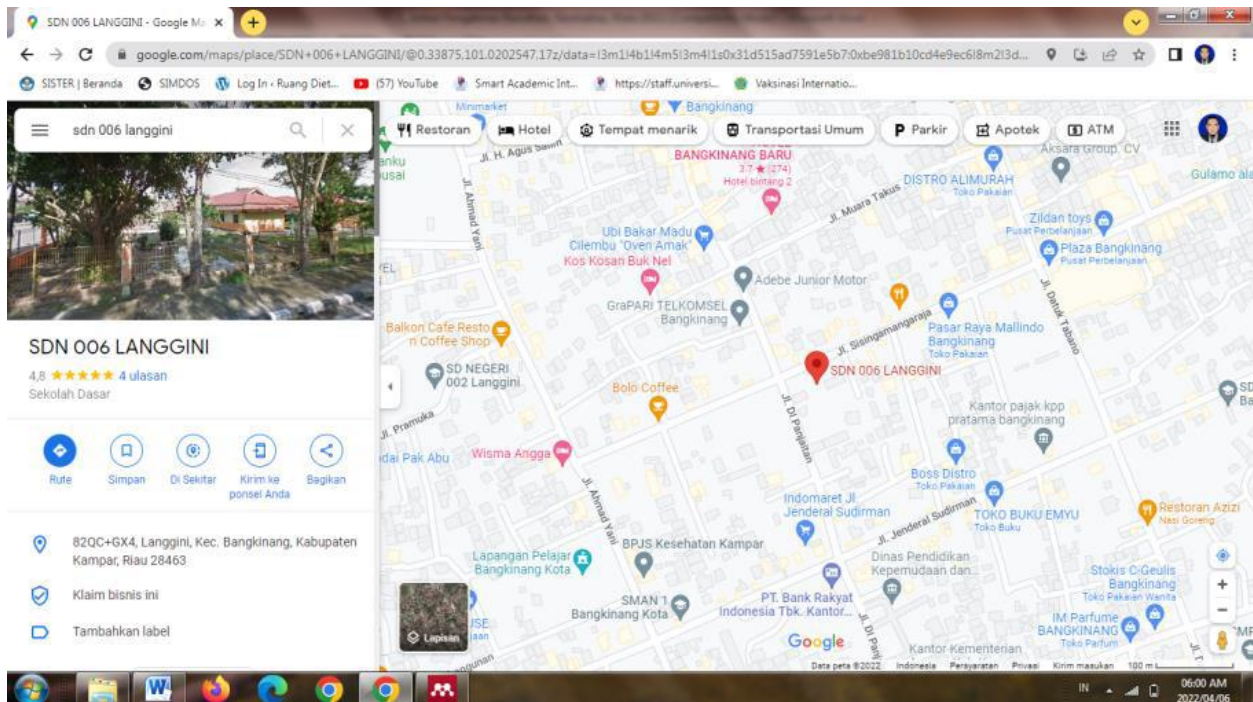 SDN 006 LANGGINI - Google Ma
google.com/maps/place/SDN+006+LANGGINI/@0.33875,101.0202547,17z/data=!3m1!4b1!4m5!3m4!1s0x31d515ad7591e5b7:0xbe981b10cd4e9ec6!8m2!3d...
SISTER | Beranda
SIMDOS
Log In ‹ Ruang Diet...
(57) YouTube
Smart Academic Int...
https://staff.universi...
Vaksinasi Internatio...
sdn 006 langgini
Restoran
Hotel
Tempat menarik
Transportasi Umum
Parkir
Apotek
ATM
SDN 006 LANGGINI
4,8 4 ulasan
Sekolah Dasar
Rute
Simpan
Di Sekitar
Kirim ke
ponsel Anda
Bagikan
82QC+GX4, Langgini, Kec. Bangkinang, Kabupaten
Kampar, Riau 28463
Klaim bisnis ini
Tambahkan label
Minimarket
Bangkinang
Jl. H. Agus Salim
Jl. Ahmad Yani
BANGKINANG BARU
3.7 ★ (274)
Hotel bintang 2
Jl. Muara Takus
DISTRO ALIMURAH
Toko Pakaian
Aksara Group. CV
Gulamo ala
Zildan toys
Pusat Perbelanjaan
Plaza Bangkinang
Pusat Perbelanjaan
Ubi Bakar Madu
Cilembu "Oven Amak"
Kos Kosan Buk Nel
Adebe Junior Motor
GraPARI TELKOMSEL
Bangkinang
Jl. Datuk Tabano
Balkon Cafe Resto
n Coffee Shop
Jl. Sisingamangaraja
Pasar Raya Mallindo
Bangkinang
Toko Pakaian
SD NEGERI
002 Langgini
SDN 006 LANGGINI
Bolo Coffee
Jl. DI Panjaitan
Kantor pajak kpp
pratama bangkinang
Jl. Pramuka
dai Pak Abu
Wisma Angga
Boss Distro
Toko Pakaian
Jl. Ahmad Yani
Indomaret Jl.
Jenderal Sudirman
Jl. Jenderal Sudirman
TOKO BUKU EMYU
Toko Buku
Restoran Azizi
Nasi Goreng
Lapangan Pelajar
Bangkinang Kota
BPJS Kesehatan Kampar
Dinas Pendidikan
Kepemudaan dan...
Stokis C-Geulis
Bangkinang
Toko Pakaian Wanita
SMAN 1
Bangkinang Kota
PT. Bank Rakyat
Indonesia Tbk. Kantor...
IM Parfume
BANGKINANG
Toko Parfum
Lapisan
Google
Kantor Kementerian
Data peta ©2022 Indonesia Persyaratan Privasi Kirim masukan 100 m
IN
06:00 AM
2022/04/06